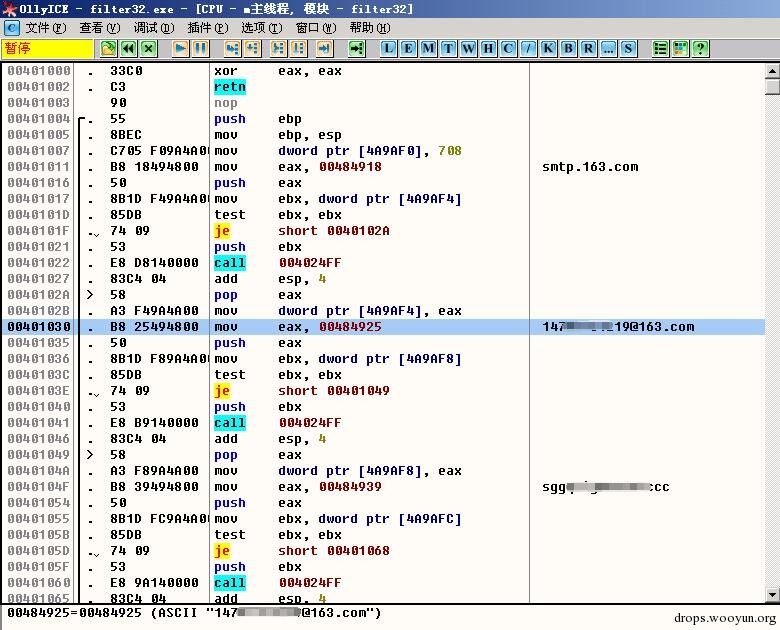 OllyICE - filter32.exe - [CPU - m主线程, 模块 - filter32]
C 文件(F) 查看(V) 调试(D) 插件(P) 选项(T) 窗口(W) 帮助(H)
暂停 L E M T W H C / K B R ... S ?
00401000 . 33C0 xor eax, eax
00401002 . C3 retn
00401003 90 nop
00401004 . 55 push ebp
00401005 . 8BEC mov ebp, esp
00401007 . C705 F09A4A00 mov dword ptr [4A9AF0], 708
00401011 . B8 18494800 mov eax, 00484918 smtp.163.com
00401016 . 50 push eax
00401017 . 8B1D F49A4A00 mov ebx, dword ptr [4A9AF4]
0040101D . 85DB test ebx, ebx
0040101F . 74 09 je short 0040102A
00401021 . 53 push ebx
00401022 . E8 D8140000 call 004024FF
00401027 . 83C4 04 add esp, 4
0040102A > 58 pop eax
0040102B . A3 F49A4A00 mov dword ptr [4A9AF4], eax
00401030 . B8 25494800 mov eax, 00484925 147 19@163.com
00401035 . 50 push eax
00401036 . 8B1D F89A4A00 mov ebx, dword ptr [4A9AF8]
0040103C . 85DB test ebx, ebx
0040103E . 74 09 je short 00401049
00401040 . 53 push ebx
00401041 . E8 B9140000 call 004024FF
00401046 . 83C4 04 add esp, 4
00401049 > 58 pop eax
0040104A . A3 F89A4A00 mov dword ptr [4A9AF8], eax
0040104F . B8 39494800 mov eax, 00484939 sgg ccc
00401054 . 50 push eax
00401055 . 8B1D FC9A4A00 mov ebx, dword ptr [4A9AFC]
0040105B . 85DB test ebx, ebx
0040105D . 74 09 je short 00401068
0040105F . 53 push ebx
00401060 . E8 9A140000 call 004024FF
00401065 . 83C4 04 add esp, 4
00484925=00484925 (ASCII "147 @163.com")
drops.wooyun.org